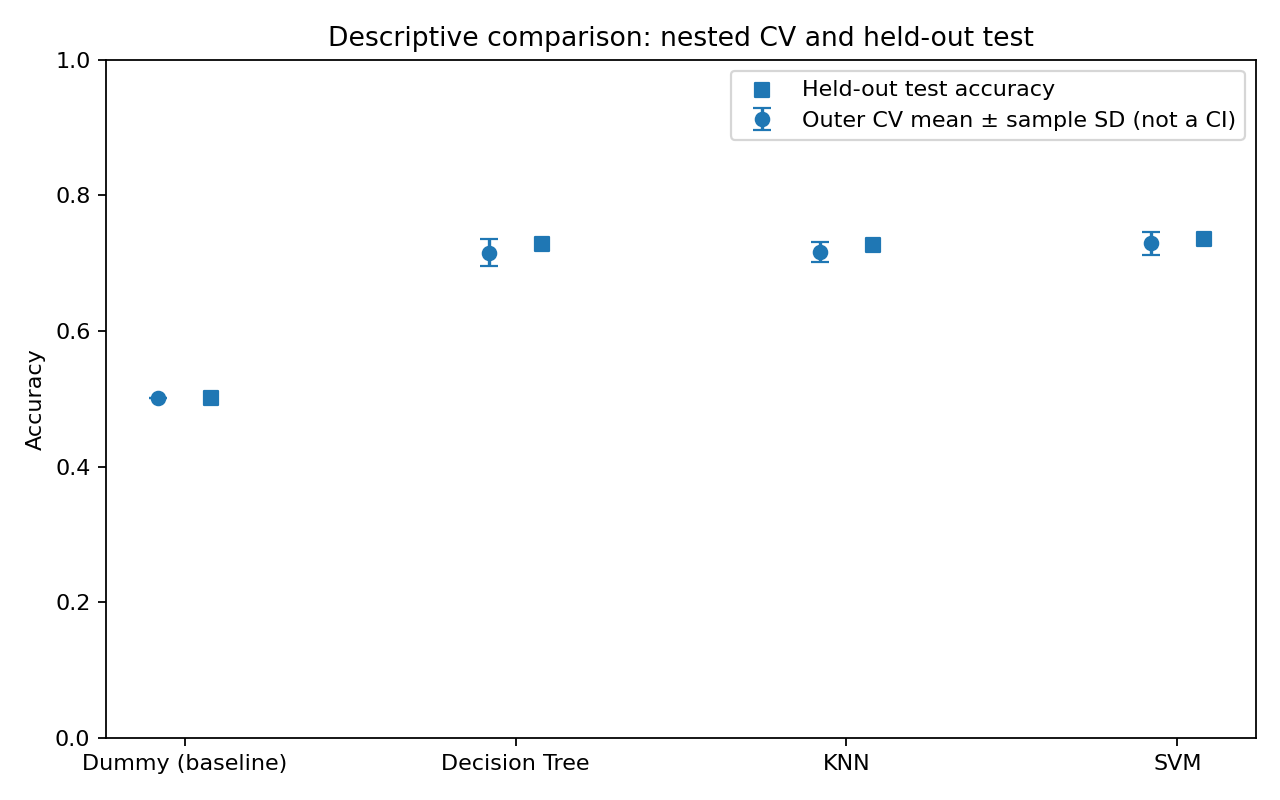 Descriptive comparison: nested CV and held-out test
Held-out test accuracy
Outer CV mean ± sample SD (not a CI)
Accuracy
1.0
0.8
0.6
0.4
0.2
0.0
Dummy (baseline)
Decision Tree
KNN
SVM